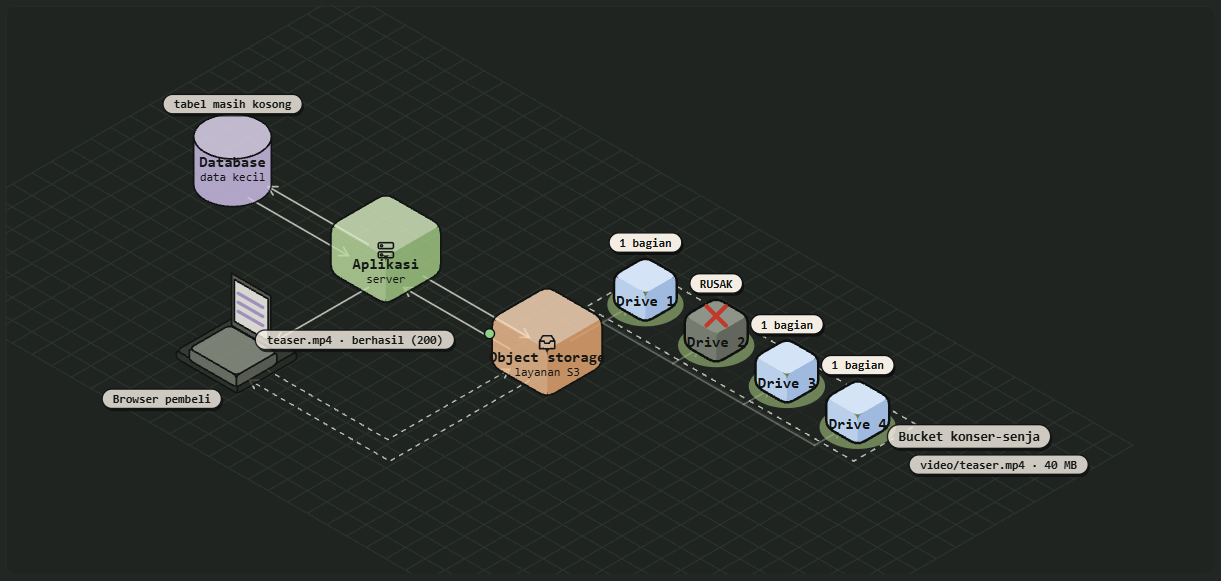 tabel masih kosong
Database
data kecil
Aplikasi
server
teaser.mp4 · berhasil (200)
Browser pembeli
Object storage
layanan S3
1 bagian
Drive 1
RUSAK
Drive 2
1 bagian
Drive 3
1 bagian
Drive 4
Bucket konser-senja
video/teaser.mp4 · 40 MB